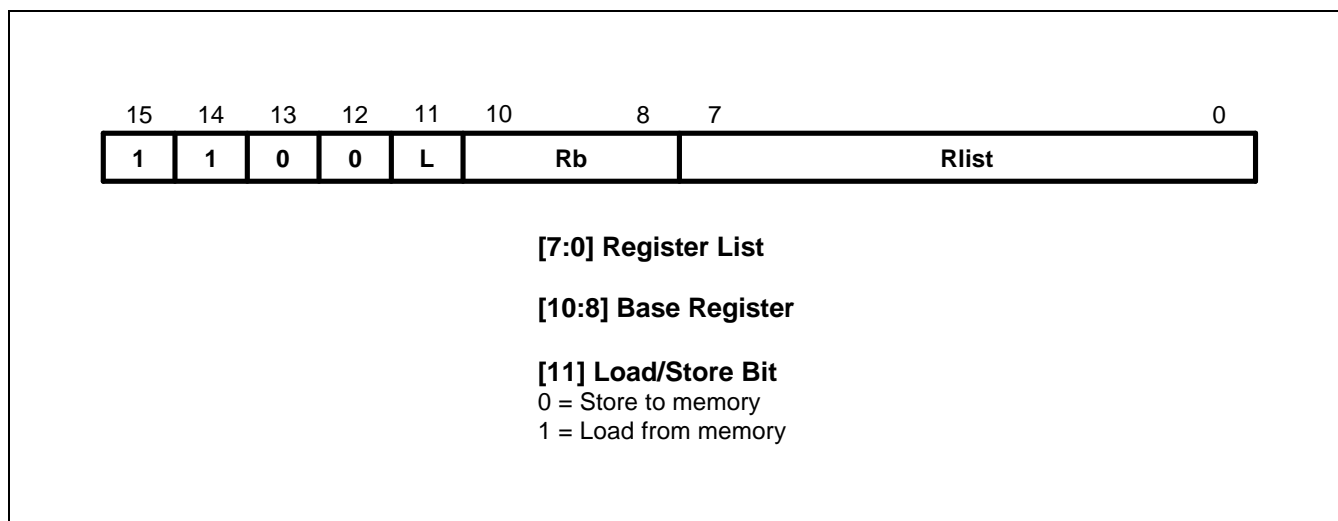 15 14 13 12 11 10 8 7 0
1 1 0 0 L Rb Rlist
[7:0] Register List
[10:8] Base Register
[11] Load/Store Bit
0 = Store to memory
1 = Load from memory